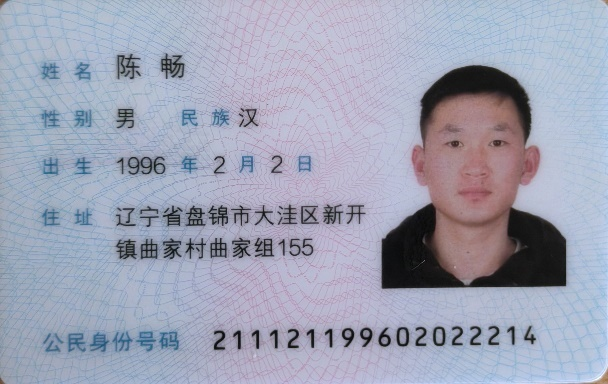 姓名 陈畅
性别 男 民族 汉
出生 1996 年 2 月 2 日
住址 辽宁省盘锦市大洼区新开
镇曲家村曲家组155
公民身份号码 211121199602022214